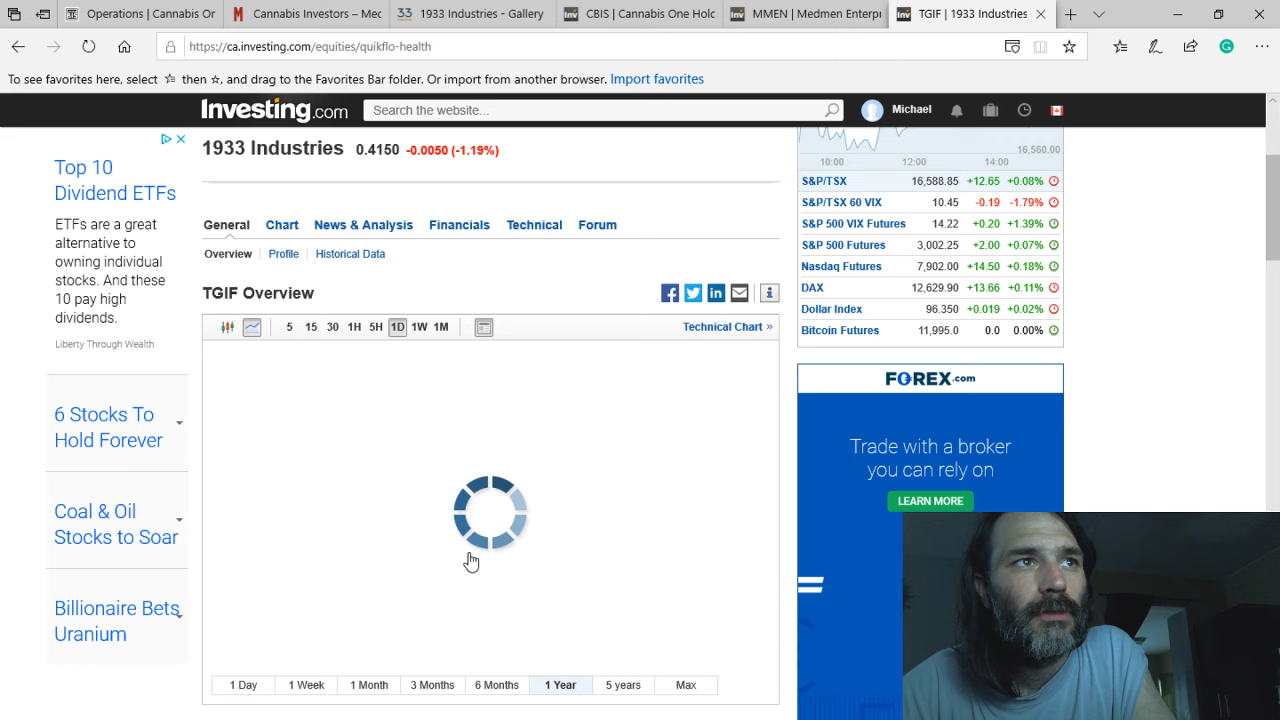 Operations | Cannabis Or
Cannabis Investors – Mec
1933 Industries - Gallery
CBIS | Cannabis One Holc
MMEN | Medmen Enterpi
TGIF | 1933 Industries
https://ca.investing.com/equities/quikflo-health
To see favorites here, select ☆ then ☆, and drag to the Favorites Bar folder. Or import from another browser. Import favorites
Investing.com
Search the website...
Michael
Top 10
Dividend ETFs
ETFs are a great
alternative to
owning individual
stocks. And these
10 pay high
dividends.
Liberty Through Wealth
6 Stocks To
Hold Forever
Coal & Oil
Stocks to Soar
Billionaire Bets
Uranium
1933 Industries 0.4150 -0.0050 (-1.19%)
General Chart News & Analysis Financials Technical Forum
Overview Profile Historical Data
TGIF Overview
5 15 30 1H 5H 1D 1W 1M
Technical Chart »
1 Day 1 Week 1 Month 3 Months 6 Months 1 Year 5 years Max
16,560.00
10:00 12:00 14:00
S&P/TSX 16,588.85 +12.65 +0.08%
S&P/TSX 60 VIX 10.45 -0.19 -1.79%
S&P 500 VIX Futures 14.22 +0.20 +1.39%
S&P 500 Futures 3,002.25 +2.00 +0.07%
Nasdaq Futures 7,902.00 +14.50 +0.18%
DAX 12,629.90 +13.66 +0.11%
Dollar Index 96.350 +0.019 +0.02%
Bitcoin Futures 11,995.0 0.0 0.00%
FOREX.com
Trade with a broker
you can rely on
LEARN MORE